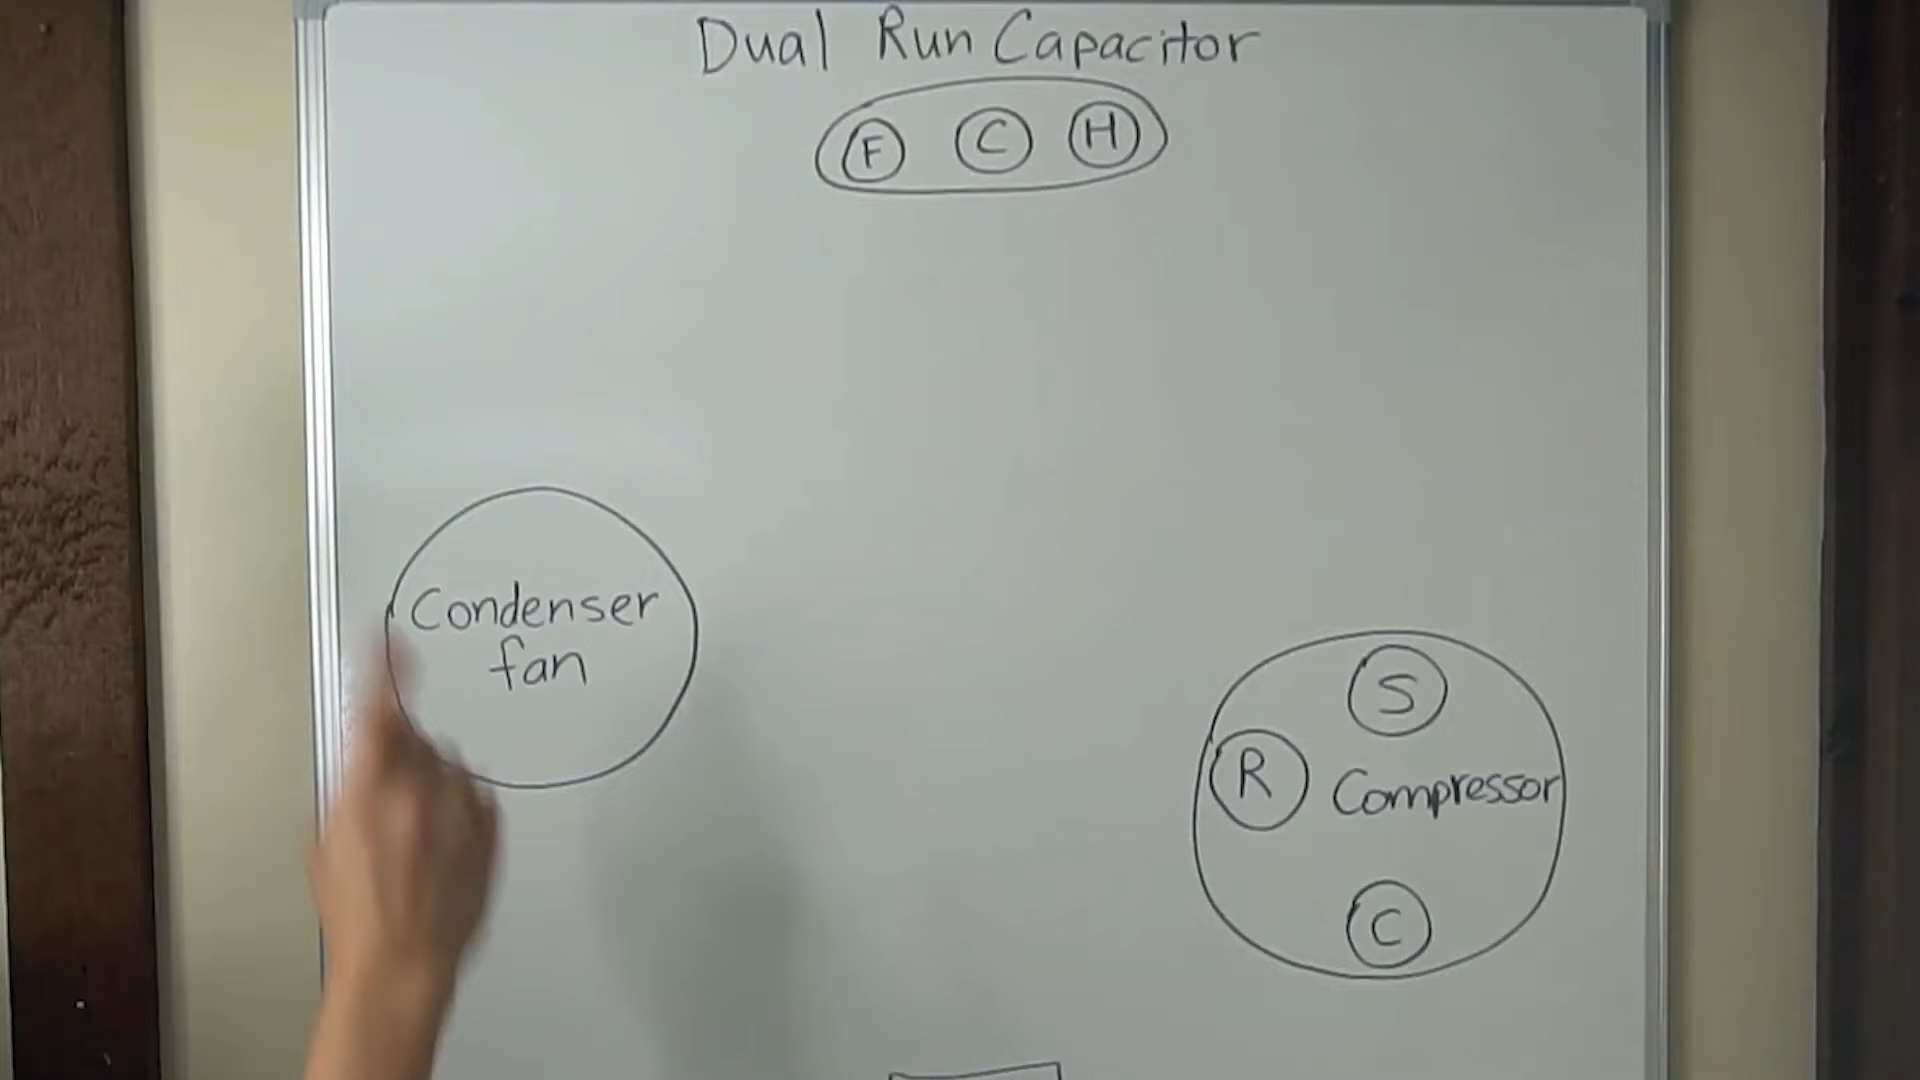 Dual Run Capacitor
F C H
Condenser
fan
S
R Compressor
C